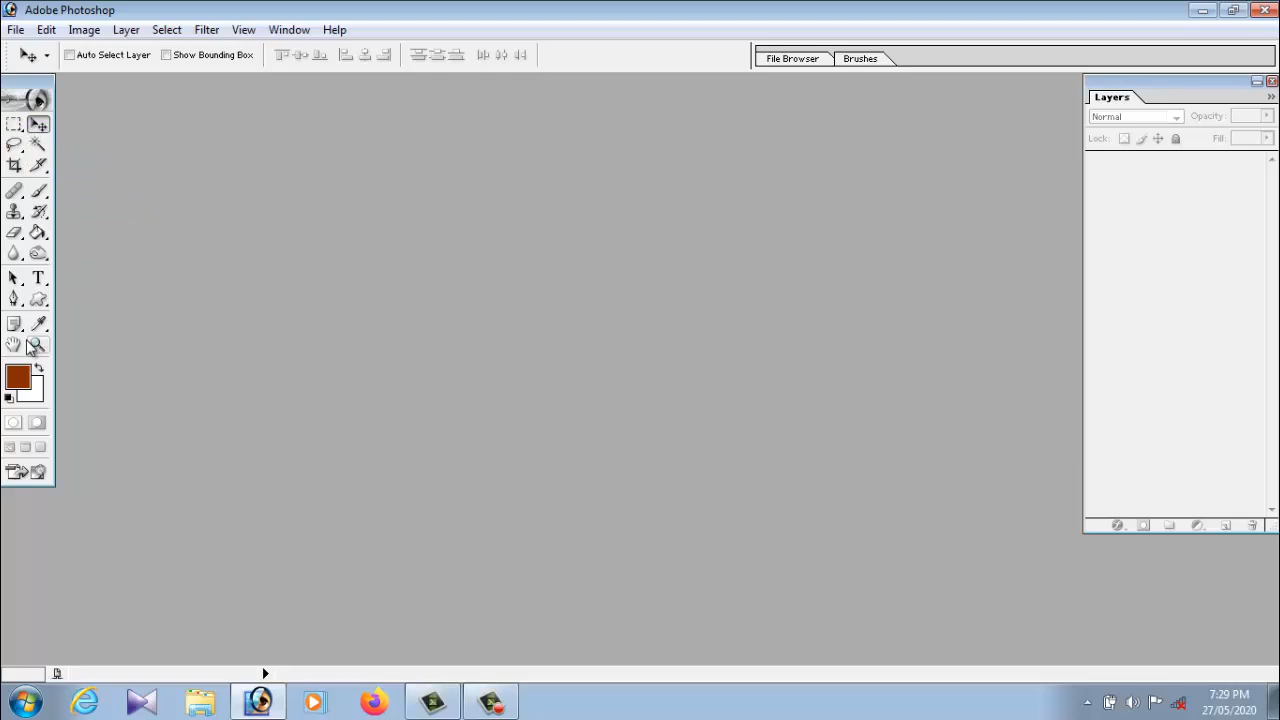 Adobe Photoshop
File Edit Image Layer Select Filter View Window Help
Auto Select Layer Show Bounding Box File Browser Brushes
Layers
Normal Opacity:
Lock: Fill:
T
7:29 PM
27/05/2020